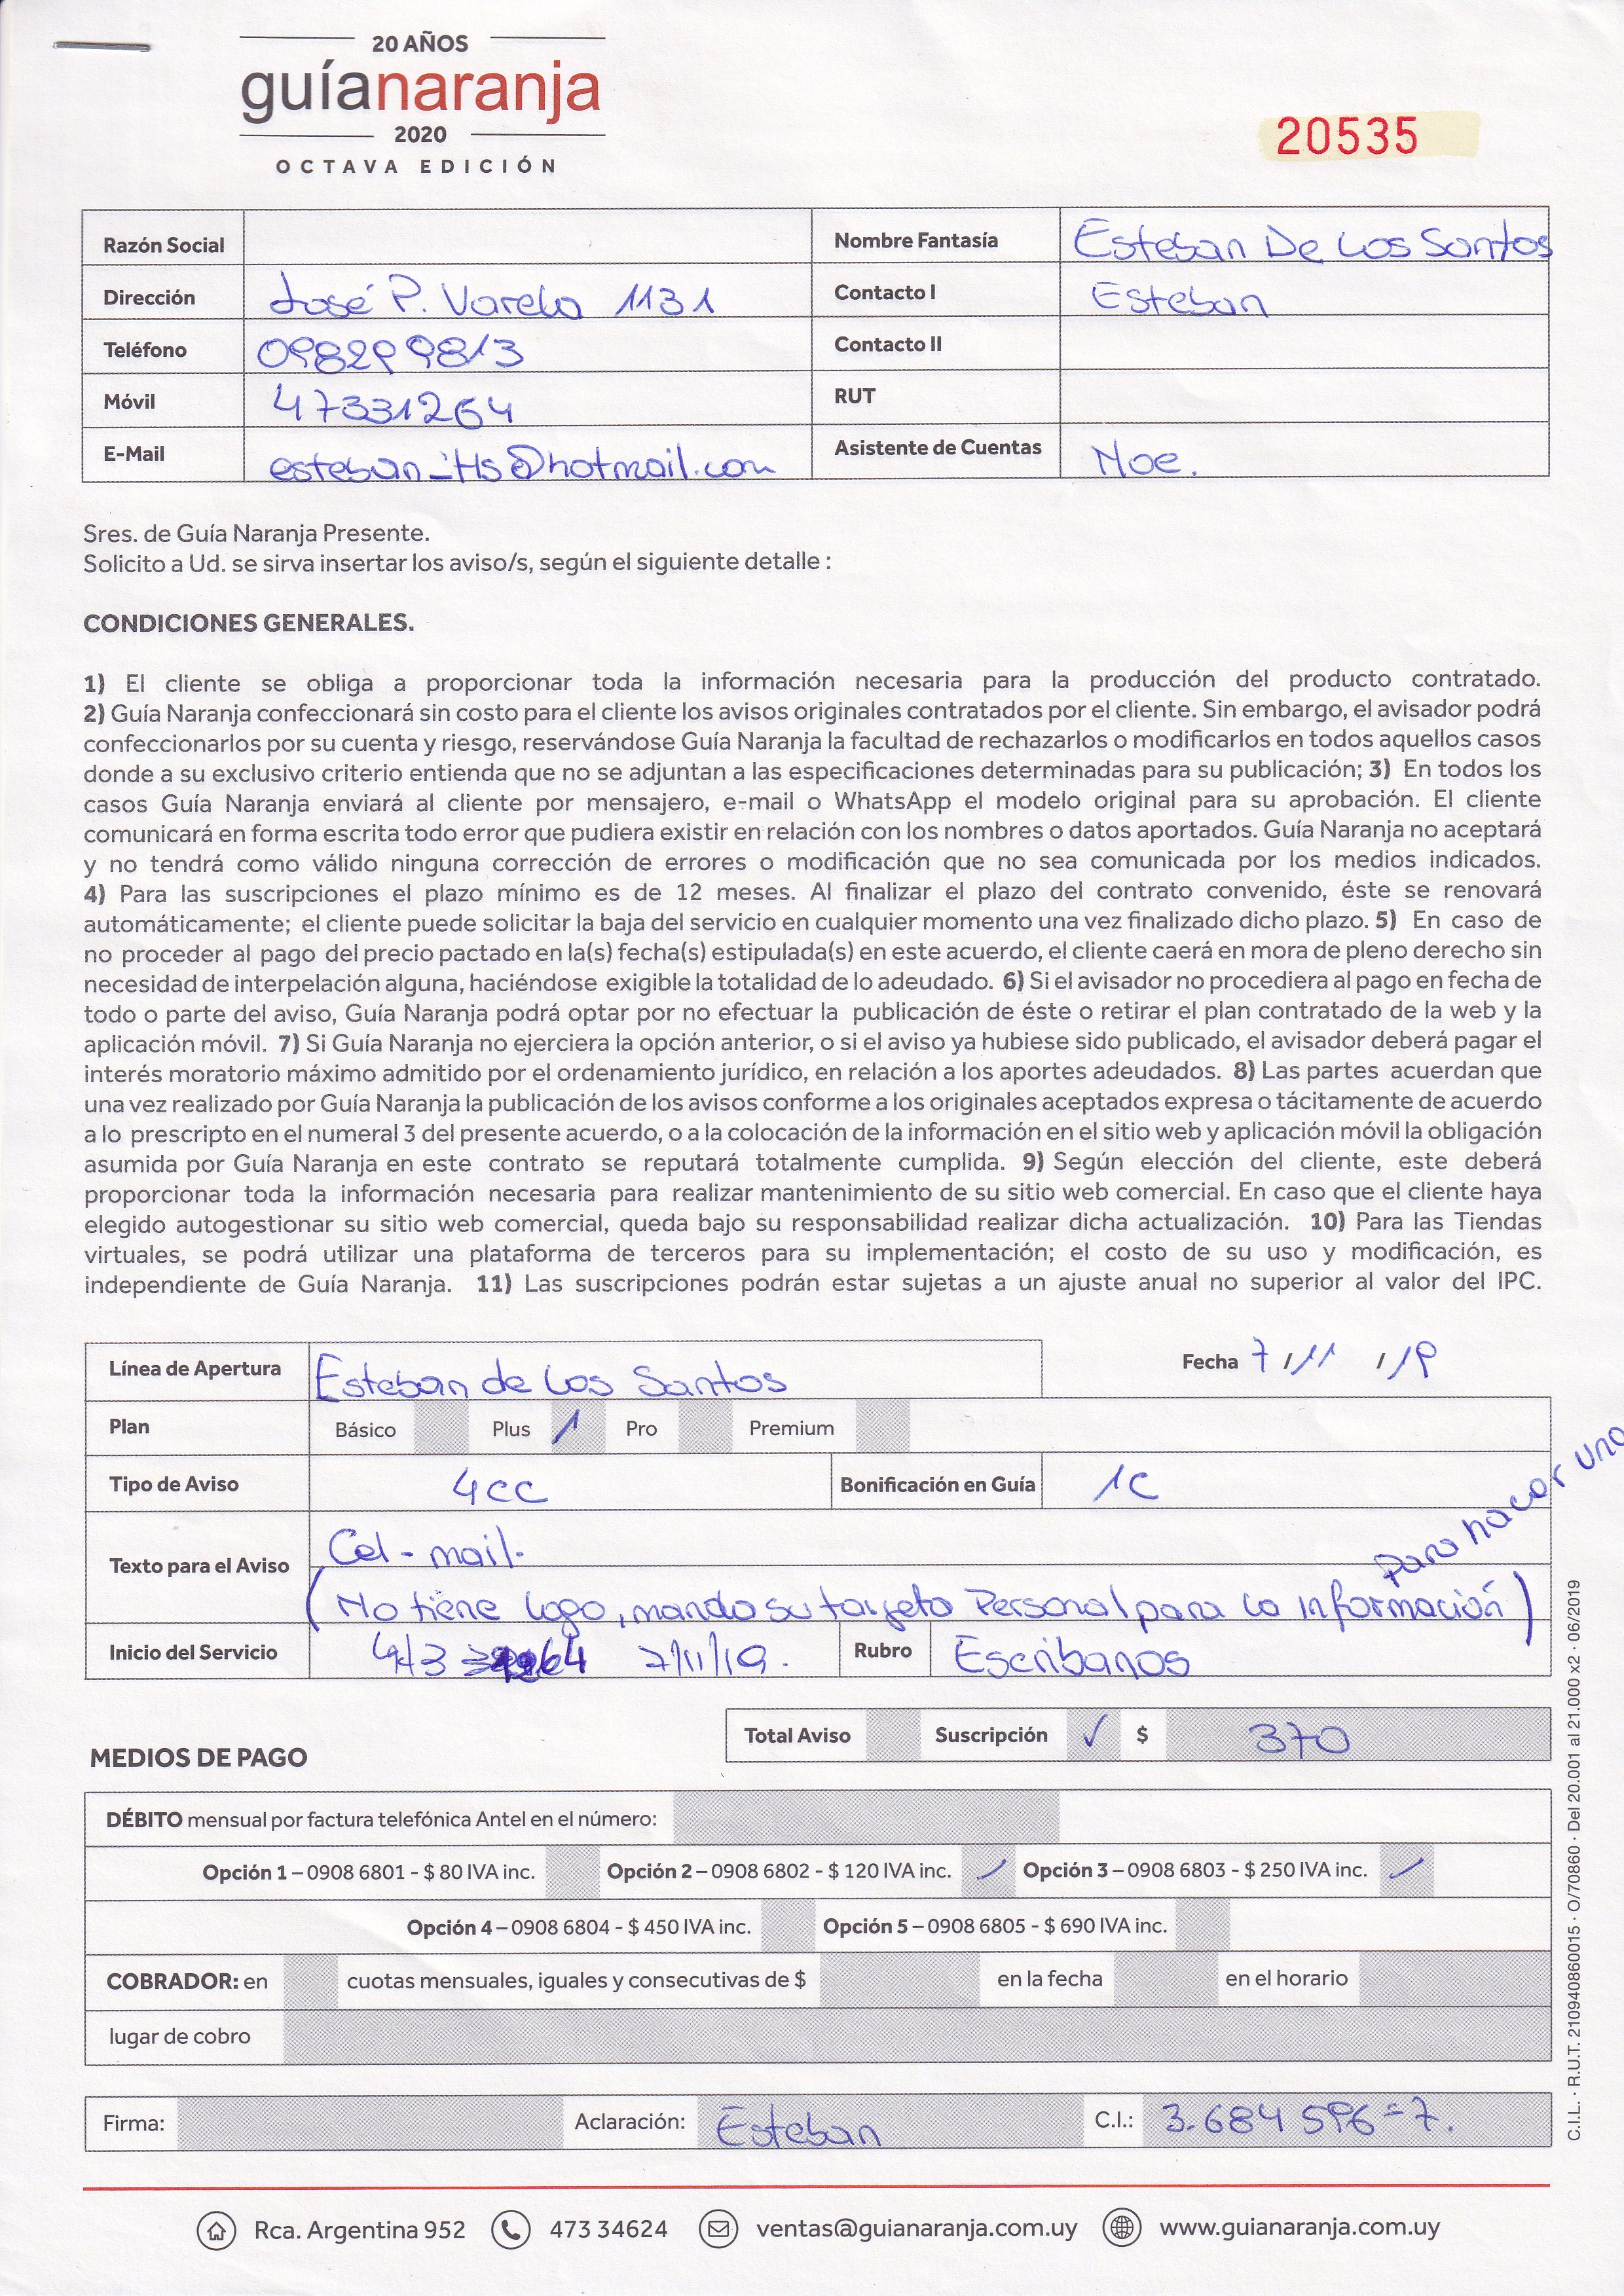 20 AÑOS
guíanaranja
2020
OCTAVA EDICIÓN
20535
Razón Social
Nombre Fantasía Esteban De Los Santos
Dirección José P. Varela 1131
Contacto I Esteban
Teléfono 098299813
Contacto II
Móvil 47331264
RUT
E-Mail @hotmail.com
Asistente de Cuentas Noe.
Sres. de Guía Naranja Presente.
Solicito a Ud. se sirva insertar los aviso/s, según el siguiente detalle :
CONDICIONES GENERALES.
1) El cliente se obliga a proporcionar toda la información necesaria para la producción del producto contratado.
2) Guía Naranja confeccionará sin costo para el cliente los avisos originales contratados por el cliente. Sin embargo, el avisador podrá
confeccionarlos por su cuenta y riesgo, reservándose Guía Naranja la facultad de rechazarlos o modificarlos en todos aquellos casos
donde a su exclusivo criterio entienda que no se adjuntan a las especificaciones determinadas para su publicación; 3) En todos los
casos Guía Naranja enviará al cliente por mensajero, e-mail o WhatsApp el modelo original para su aprobación. El cliente
comunicará en forma escrita todo error que pudiera existir en relación con los nombres o datos aportados. Guía Naranja no aceptará
y no tendrá como válido ninguna corrección de errores o modificación que no sea comunicada por los medios indicados.
4) Para las suscripciones el plazo mínimo es de 12 meses. Al finalizar el plazo del contrato convenido, éste se renovará
automáticamente; el cliente puede solicitar la baja del servicio en cualquier momento una vez finalizado dicho plazo. 5) En caso de
no proceder al pago del precio pactado en la(s) fecha(s) estipulada(s) en este acuerdo, el cliente caerá en mora de pleno derecho sin
necesidad de interpelación alguna, haciéndose exigible la totalidad de lo adeudado. 6) Si el avisador no procediera al pago en fecha de
todo o parte del aviso, Guía Naranja podrá optar por no efectuar la publicación de éste o retirar el plan contratado de la web y la
aplicación móvil. 7) Si Guía Naranja no ejerciera la opción anterior, o si el aviso ya hubiese sido publicado, el avisador deberá pagar el
interés moratorio máximo admitido por el ordenamiento jurídico, en relación a los aportes adeudados. 8) Las partes acuerdan que
una vez realizado por Guía Naranja la publicación de los avisos conforme a los originales aceptados expresa o tácitamente de acuerdo
a lo prescripto en el numeral 3 del presente acuerdo, o a la colocación de la información en el sitio web y aplicación móvil la obligación
asumida por Guía Naranja en este contrato se reputará totalmente cumplida. 9) Según elección del cliente, este deberá
proporcionar toda la información necesaria para realizar mantenimiento de su sitio web comercial. En caso que el cliente haya
elegido autogestionar su sitio web comercial, queda bajo su responsabilidad realizar dicha actualización. 10) Para las Tiendas
virtuales, se podrá utilizar una plataforma de terceros para su implementación; el costo de su uso y modificación, es
independiente de Guía Naranja. 11) Las suscripciones podrán estar sujetas a un ajuste anual no superior al valor del IPC.
Línea de Apertura Esteban de Los Santos
Fecha 7 / 11 / 19
Plan Básico Plus / Pro Premium
Tipo de Aviso 4cc
Bonificación en Guía 1C
Texto para el Aviso Cel - mail.
para hacer uno
(No tiene logo, mando su tarjeta Personal para la información)
Inicio del Servicio 7/11/19.
Rubro Escribanos
Total Aviso Suscripción ✓ $ 370
MEDIOS DE PAGO
DÉBITO mensual por factura telefónica Antel en el número:
Opción 1 – 0908 6801 - $ 80 IVA inc. Opción 2 – 0908 6802 - $ 120 IVA inc. ✓ Opción 3 – 0908 6803 - $ 250 IVA inc. ✓
Opción 4 – 0908 6804 - $ 450 IVA inc. Opción 5 – 0908 6805 - $ 690 IVA inc.
COBRADOR: en cuotas mensuales, iguales y consecutivas de $ en la fecha en el horario
lugar de cobro
Firma: Aclaración: Esteban C.I.: 3.684 596=7.
C.I.L. · R.U.T. 210940860015 · O/70860 · Del 20.001 al 21.000 x2 · 06/2019
Rca. Argentina 952 473 34624 ventas@guianaranja.com.uy www.guianaranja.com.uy